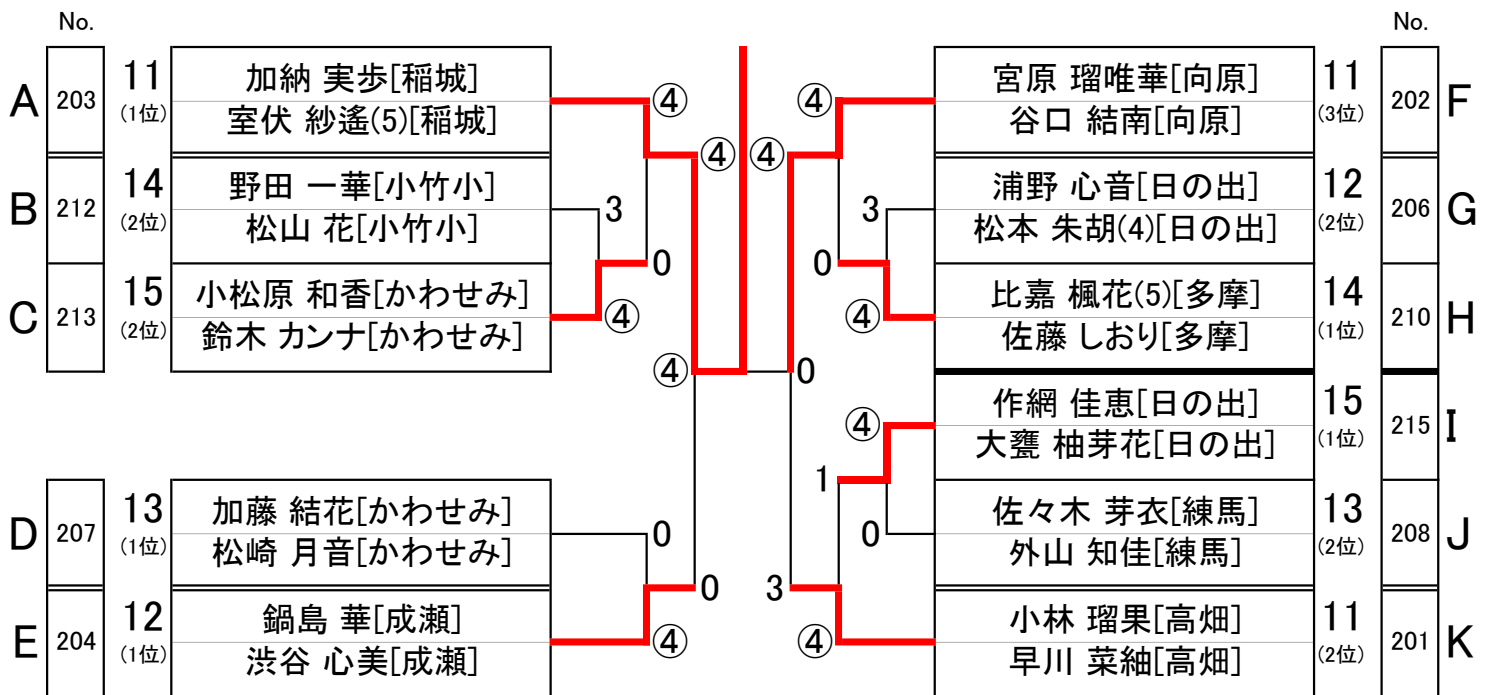 No.
A 203 11 (1位) 加納 実歩[稲城]
室伏 紗遙(5)[稲城]
B 212 14 (2位) 野田 一華[小竹小]
松山 花[小竹小]
C 213 15 (2位) 小松原 和香[かわせみ]
鈴木 カンナ[かわせみ]
D 207 13 (1位) 加藤 結花[かわせみ]
松崎 月音[かわせみ]
E 204 12 (1位) 鍋島 華[成瀬]
渋谷 心美[成瀬]
④
3
0
④
④
④
0
0
④
No.
宮原 瑠唯華[向原] 11 (3位) 202 F
谷口 結南[向原]
浦野 心音[日の出] 12 (2位) 206 G
松本 朱胡(4)[日の出]
比嘉 楓花(5)[多摩] 14 (1位) 210 H
佐藤 しおり[多摩]
作網 佳恵[日の出] 15 (1位) 215 I
大甕 柚芽花[日の出]
佐々木 芽衣[練馬] 13 (2位) 208 J
外山 知佳[練馬]
小林 瑠果[高畑] 11 (2位) 201 K
早川 菜紬[高畑]
④
④
3
0
④
0
④
1
0
3
④